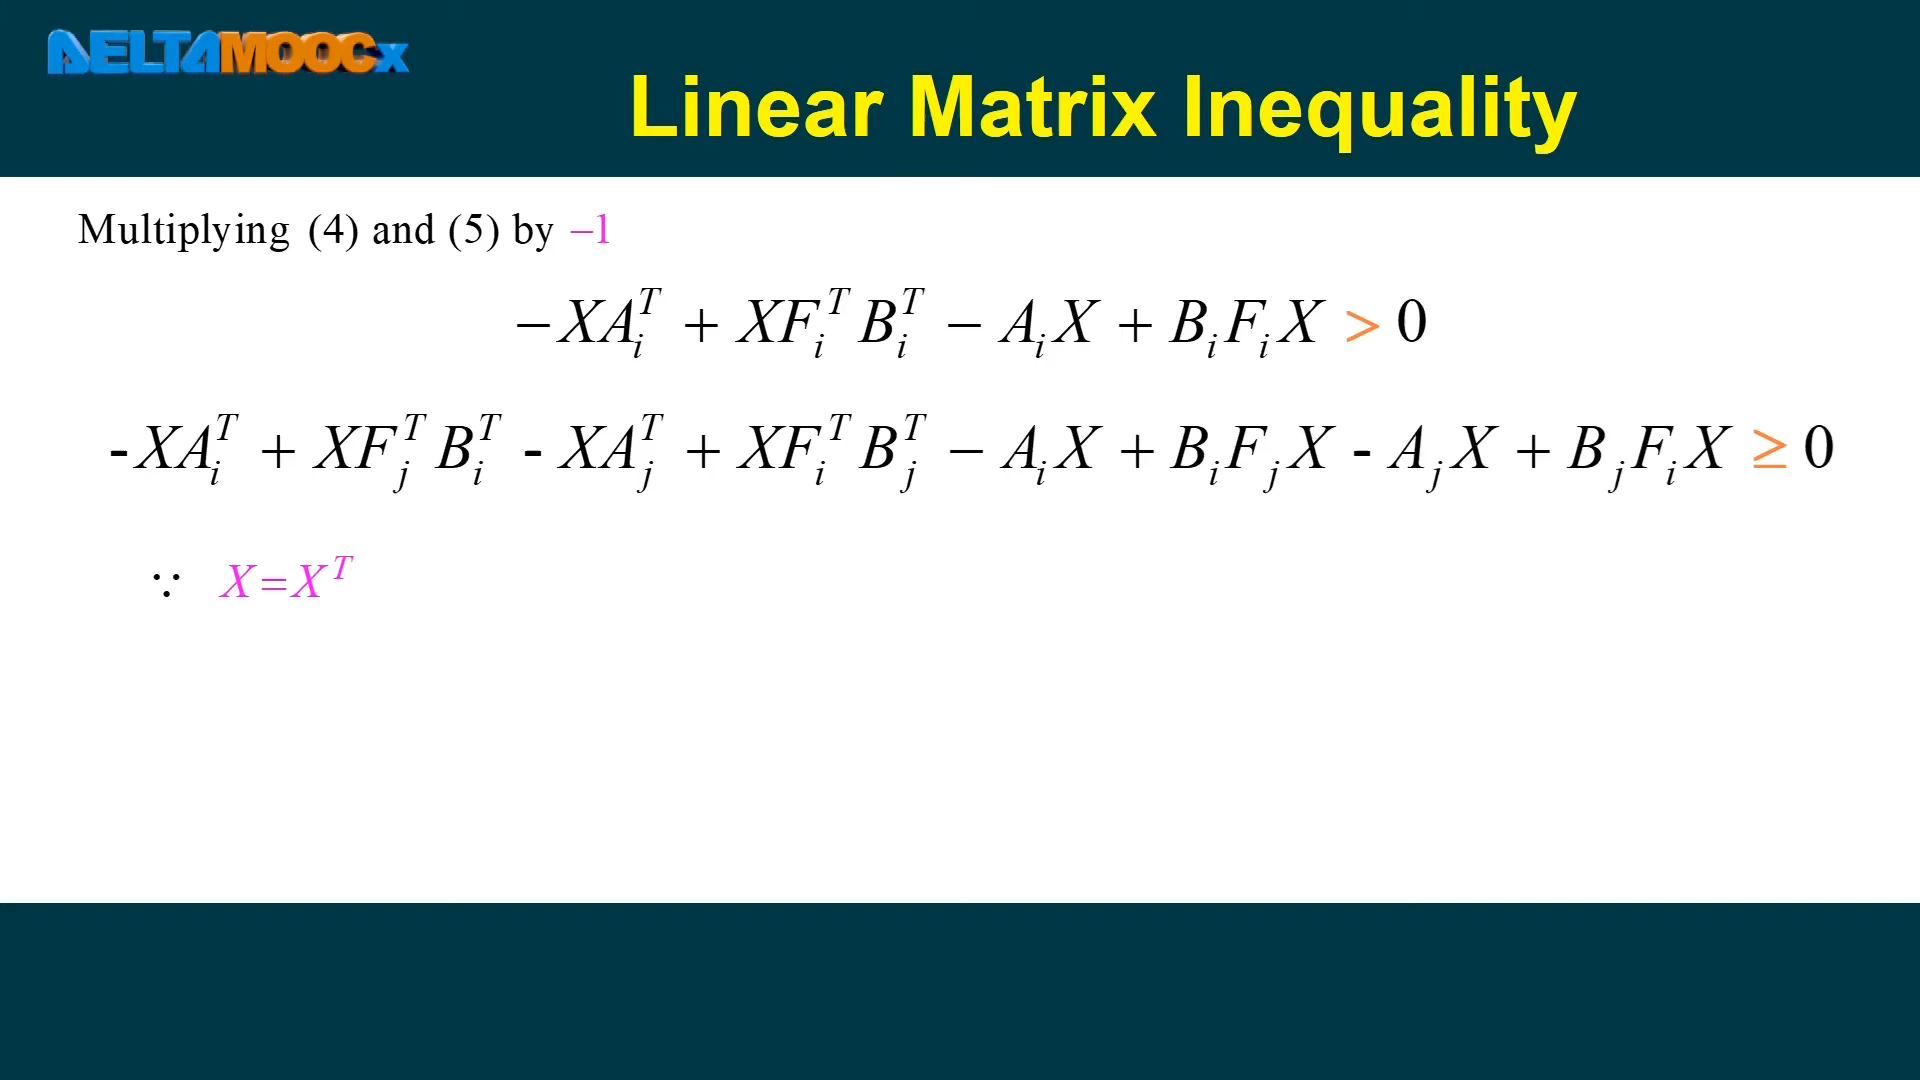 DELTAMOOCx
Linear Matrix Inequality
Multiplying (4) and (5) by −1
$-XA_i^T + XF_i^T B_i^T - A_i X + B_i F_i X > 0$
$-XA_i^T + XF_j^T B_i^T - XA_j^T + XF_i^T B_j^T - A_i X + B_i F_j X - A_j X + B_j F_i X \geq 0$
∵ $X = X^T$